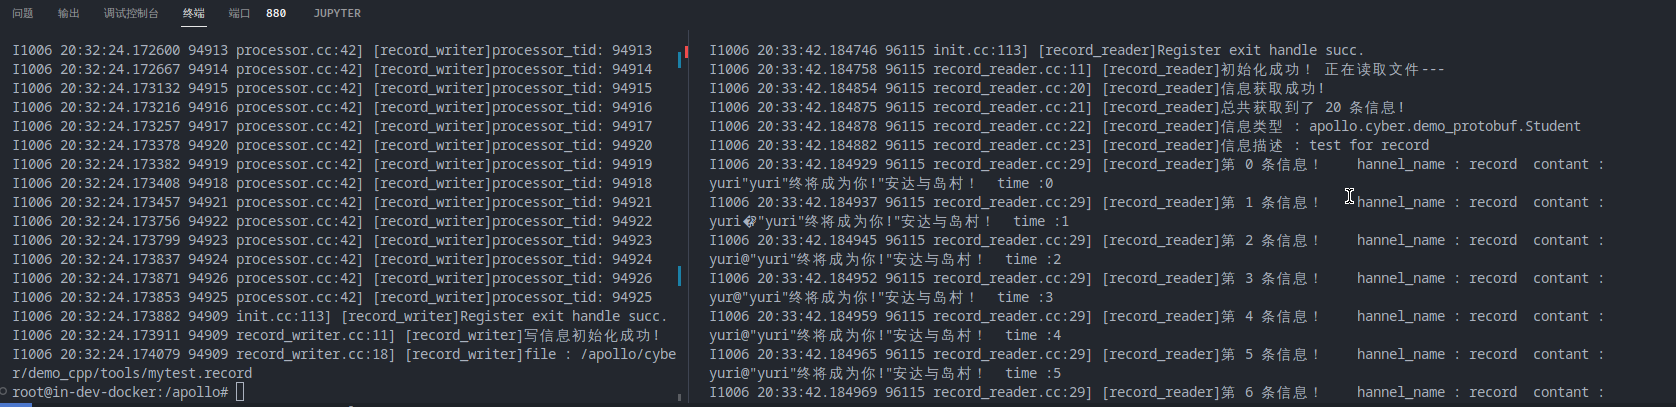 问题 输出 调试控制台 终端 端口 880 JUPYTER
I1006 20:32:24.172600 94913 processor.cc:42] [record_writer]processor_tid: 94913
I1006 20:32:24.172667 94914 processor.cc:42] [record_writer]processor_tid: 94914
I1006 20:32:24.173132 94915 processor.cc:42] [record_writer]processor_tid: 94915
I1006 20:32:24.173216 94916 processor.cc:42] [record_writer]processor_tid: 94916
I1006 20:32:24.173257 94917 processor.cc:42] [record_writer]processor_tid: 94917
I1006 20:32:24.173378 94920 processor.cc:42] [record_writer]processor_tid: 94920
I1006 20:32:24.173382 94919 processor.cc:42] [record_writer]processor_tid: 94919
I1006 20:32:24.173408 94918 processor.cc:42] [record_writer]processor_tid: 94918
I1006 20:32:24.173457 94921 processor.cc:42] [record_writer]processor_tid: 94921
I1006 20:32:24.173756 94922 processor.cc:42] [record_writer]processor_tid: 94922
I1006 20:32:24.173799 94923 processor.cc:42] [record_writer]processor_tid: 94923
I1006 20:32:24.173837 94924 processor.cc:42] [record_writer]processor_tid: 94924
I1006 20:32:24.173871 94926 processor.cc:42] [record_writer]processor_tid: 94926
I1006 20:32:24.173853 94925 processor.cc:42] [record_writer]processor_tid: 94925
I1006 20:32:24.173882 94909 init.cc:113] [record_writer]Register exit handle succ.
I1006 20:32:24.173911 94909 record_writer.cc:11] [record_writer]写信息初始化成功!
I1006 20:32:24.174079 94909 record_writer.cc:18] [record_writer]file : /apollo/cybe
r/demo_cpp/tools/mytest.record
root@in-dev-docker:/apollo#
I1006 20:33:42.184746 96115 init.cc:113] [record_reader]Register exit handle succ.
I1006 20:33:42.184758 96115 record_reader.cc:11] [record_reader]初始化成功！ 正在读取文件---
I1006 20:33:42.184854 96115 record_reader.cc:20] [record_reader]信息获取成功!
I1006 20:33:42.184875 96115 record_reader.cc:21] [record_reader]总共获取到了 20 条信息!
I1006 20:33:42.184878 96115 record_reader.cc:22] [record_reader]信息类型 : apollo.cyber.demo_protobuf.Student
I1006 20:33:42.184882 96115 record_reader.cc:23] [record_reader]信息描述 : test for record
I1006 20:33:42.184929 96115 record_reader.cc:29] [record_reader]第 0 条信息！ hannel_name : record contant :
yuri"yuri"终将成为你!"安达与岛村！ time :0
I1006 20:33:42.184937 96115 record_reader.cc:29] [record_reader]第 1 条信息！ hannel_name : record contant :
yuri�"yuri"终将成为你!"安达与岛村！ time :1
I1006 20:33:42.184945 96115 record_reader.cc:29] [record_reader]第 2 条信息！ hannel_name : record contant :
yuri@"yuri"终将成为你!"安达与岛村！ time :2
I1006 20:33:42.184952 96115 record_reader.cc:29] [record_reader]第 3 条信息！ hannel_name : record contant :
yur@"yuri"终将成为你!"安达与岛村！ time :3
I1006 20:33:42.184959 96115 record_reader.cc:29] [record_reader]第 4 条信息！ hannel_name : record contant :
yuri@"yuri"终将成为你!"安达与岛村！ time :4
I1006 20:33:42.184965 96115 record_reader.cc:29] [record_reader]第 5 条信息！ hannel_name : record contant :
yuri@"yuri"终将成为你!"安达与岛村！ time :5
I1006 20:33:42.184969 96115 record_reader.cc:29] [record_reader]第 6 条信息！ hannel_name : record contant :